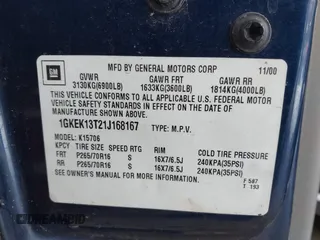 GM
MFD BY GENERAL MOTORS CORP 11/00
GVWR GAWR FRT GAWR RR
3130KG(6900LB) 1633KG(3600LB) 1814KG(4000LB)
THIS VEHICLE CONFORMS TO ALL APPLICABLE U.S. FEDERAL MOTOR
VEHICLE SAFETY STANDARDS IN EFFECT ON THE DATE OF
MANUFACTURE SHOWN ABOVE.
1GKEK13T21J168167 TYPE: M.P.V.
MODEL: K15706
KPCY TIRE SIZE SPEED RTG RIM COLD TIRE PRESSURE
FRT P265/70R16 S 16X7/6.5J 240KPA(35PSI)
RR P265/70R16 S 16X7/6.5J 240KPA(35PSI)
SEE OWNER'S MANUAL FOR MORE INFORMATION. F 587
T 193